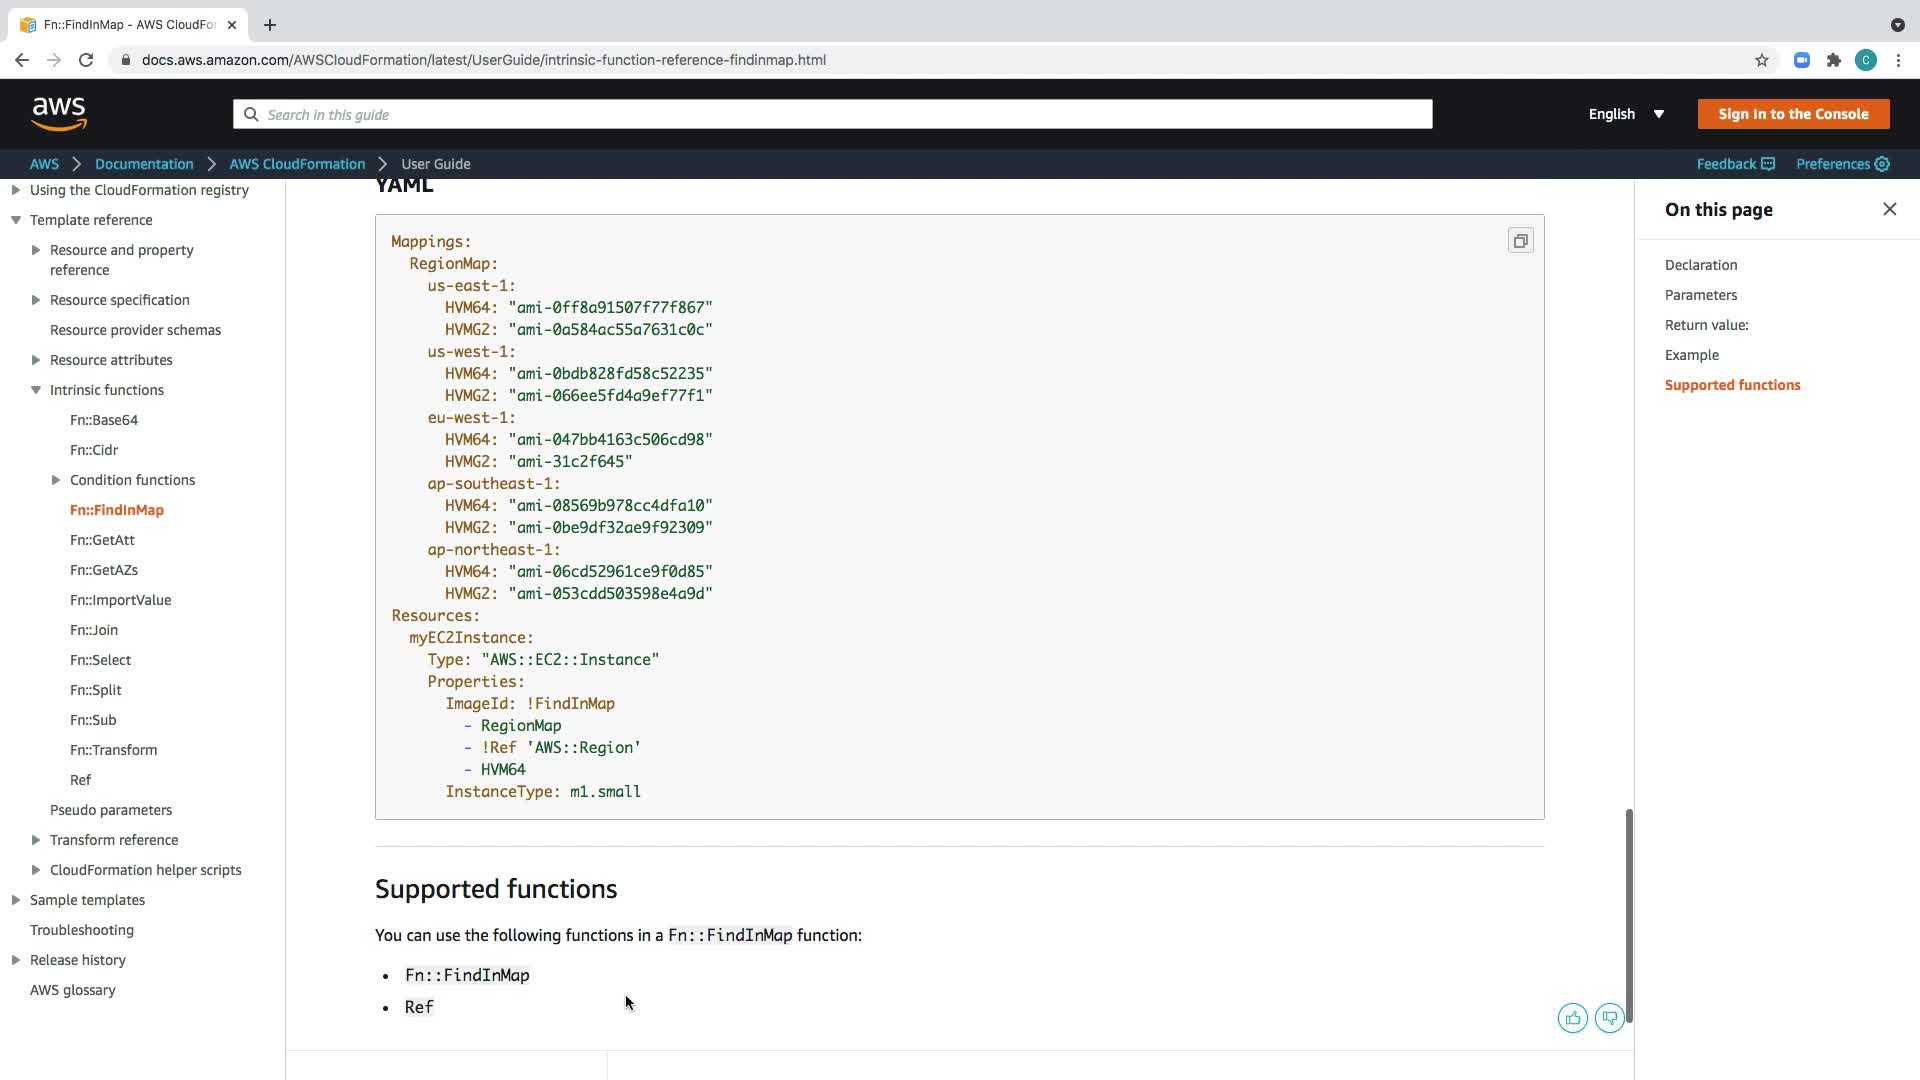 Fn::FindInMap - AWS CloudFo
docs.aws.amazon.com/AWSCloudFormation/latest/UserGuide/intrinsic-function-reference-findinmap.html
C
aws
Search in this guide
English
Sign In to the Console
AWS
Documentation
AWS CloudFormation
User Guide
Feedback
Preferences
Using the CloudFormation registry
Template reference
Resource and property
reference
Resource specification
Resource provider schemas
Resource attributes
Intrinsic functions
Fn::Base64
Fn::Cidr
Condition functions
Fn::FindInMap
Fn::GetAtt
Fn::GetAZs
Fn::ImportValue
Fn::Join
Fn::Select
Fn::Split
Fn::Sub
Fn::Transform
Ref
Pseudo parameters
Transform reference
CloudFormation helper scripts
Sample templates
Troubleshooting
Release history
AWS glossary
YAML
Mappings:
RegionMap:
us-east-1:
HVM64: "ami-0ff8a91507f77f867"
HVMG2: "ami-0a584ac55a7631c0c"
us-west-1:
HVM64: "ami-0bdb828fd58c52235"
HVMG2: "ami-066ee5fd4a9ef77f1"
eu-west-1:
HVM64: "ami-047bb4163c506cd98"
HVMG2: "ami-31c2f645"
ap-southeast-1:
HVM64: "ami-08569b978cc4dfa10"
HVMG2: "ami-0be9df32ae9f92309"
ap-northeast-1:
HVM64: "ami-06cd52961ce9f0d85"
HVMG2: "ami-053cdd503598e4a9d"
Resources:
myEC2Instance:
Type: "AWS::EC2::Instance"
Properties:
ImageId: !FindInMap
- RegionMap
- !Ref 'AWS::Region'
- HVM64
InstanceType: m1.small
Supported functions
You can use the following functions in a Fn::FindInMap function:
• Fn::FindInMap
• Ref
On this page
Declaration
Parameters
Return value:
Example
Supported functions